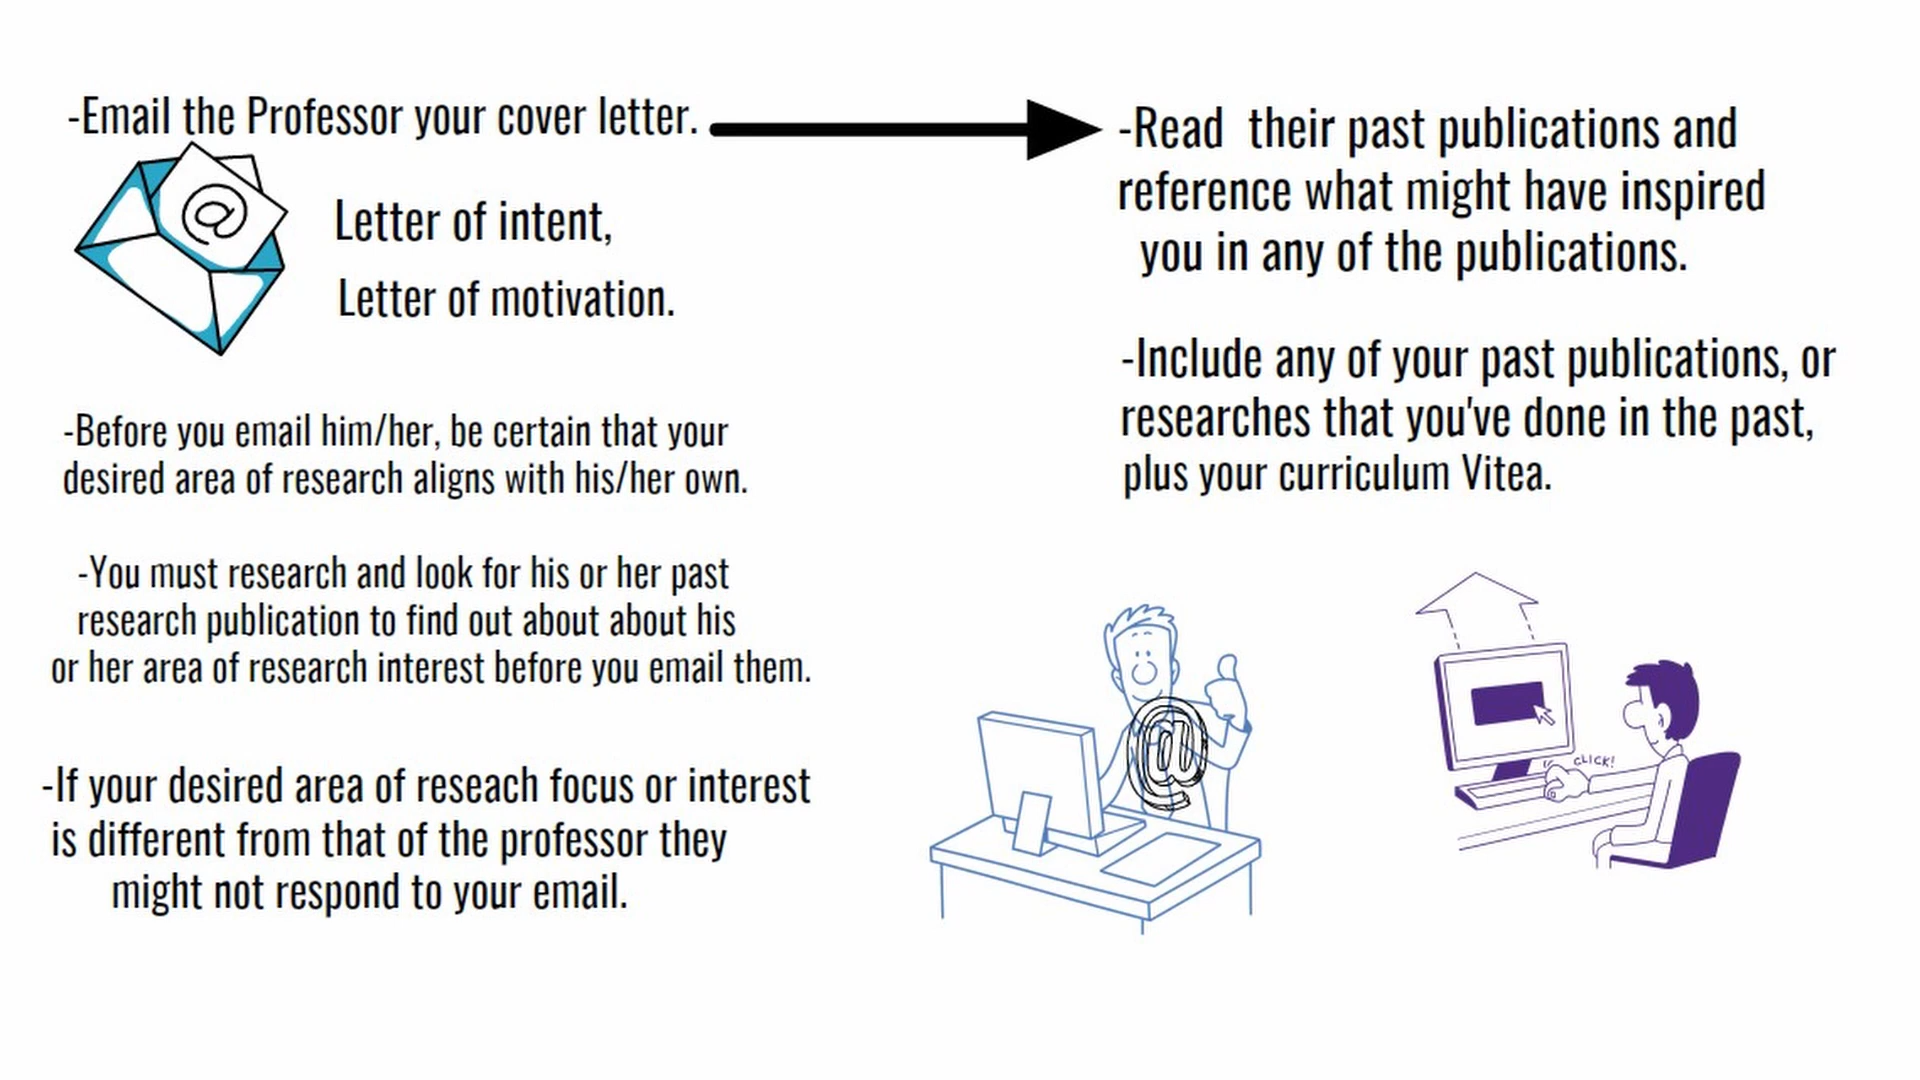 -Email the Professor your cover letter.
@
Letter of intent,
Letter of motivation.
-Before you email him/her, be certain that your
desired area of research aligns with his/her own.
-You must research and look for his or her past
research publication to find out about about his
or her area of research interest before you email them.
-If your desired area of reseach focus or interest
is different from that of the professor they
might not respond to your email.
-Read their past publications and
reference what might have inspired
you in any of the publications.
-Include any of your past publications, or
researches that you've done in the past,
plus your curriculum Vitea.
@
CLICK!